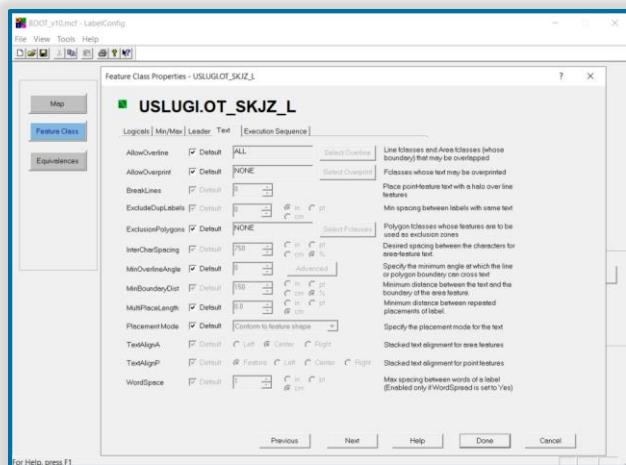 BDOT_v10.mcf - LabelConfig
File View Tools Help
Feature Class Properties - USLUGI.OT_SKJZ_L
USLUGI.OT_SKJZ_L
Map
Feature Class
Equivalences
Logicals Min/Max Leader Text Execution Sequence
AllowOverline Default ALL Select Overline Line fclasses and Area fclasses (whose boundary) that may be overlapped
AllowOverprint Default NONE Select Overprint Fclasses whose text may be overprinted
BreakLines Default 0 Place point-feature text with a halo over line features
ExcludeDupLabels Default 0 in pt cm Min spacing between labels with same text
ExclusionPolygons Default NONE Select Fclasses Polygon fclasses whose features are to be used as exclusion zones
InterCharSpacing Default 250 in pt cm % Desired spacing between the characters for area-feature text.
MinOverlineAngle Default 0 Advanced Specify the minimum angle at which the line or polygon boundary can cross text
MinBoundaryDist Default 150 in pt cm % Minimum distance between the text and the boundary of the area feature.
MultiPlaceLength Default 0.0 in pt cm Minimum distance between repeated placements of label.
Placement Mode Default Conform to feature shape Specify the placement mode for the text
TextAlignA Default Left Center Right Stacked text alignment for area features
TextAlignP Default Feature Left Center Right Stacked text alignment for point features
WordSpace Default in pt cm Max spacing between words of a label (Enabled only if WordSpread is set to 'Yes)
Previous Next Help Done Cancel
For Help, press F1